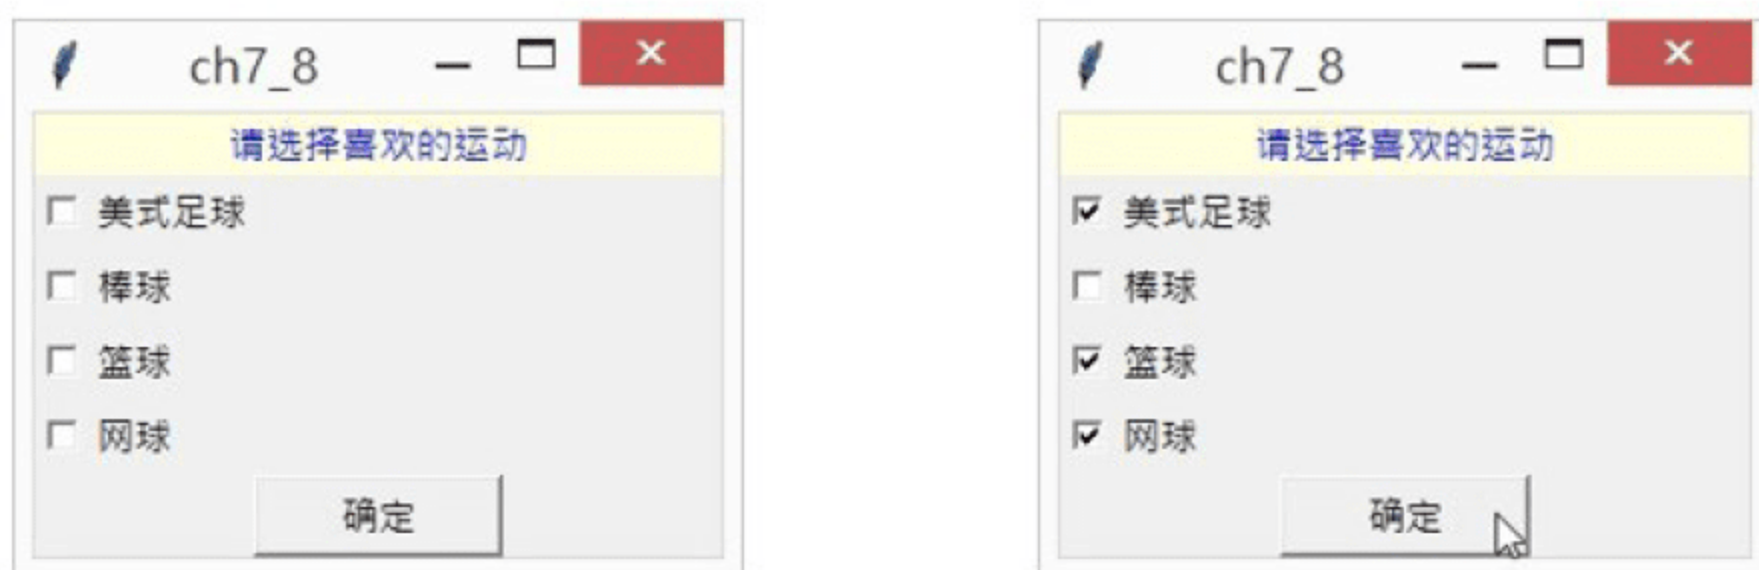 ch7_8
请选择喜欢的运动
美式足球
棒球
篮球
网球
确定
ch7_8
请选择喜欢的运动
美式足球
棒球
篮球
网球
确定